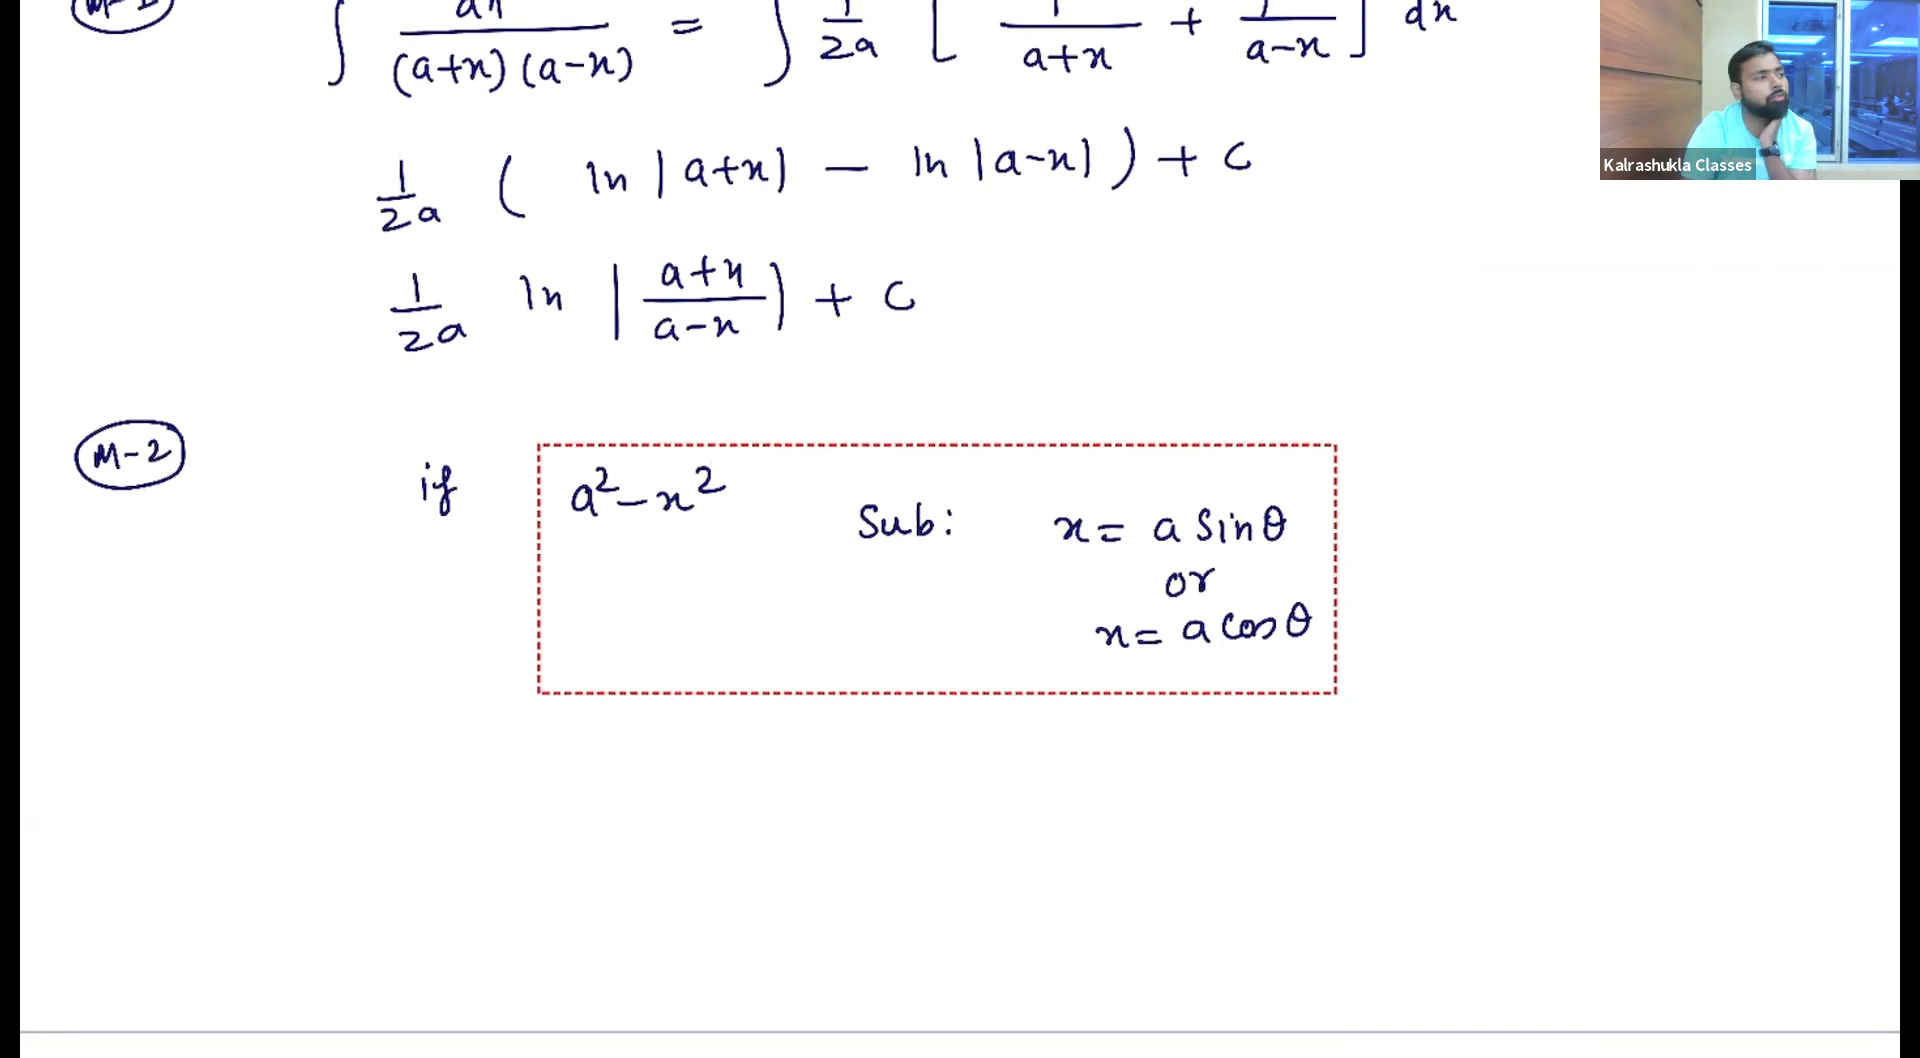 ∫ dx / (a+x)(a-x) = ∫ 1/2a [ 1/a+x + 1/a-x ] dx
1/2a ( ln |a+x| - ln |a-x| ) + c
1/2a ln | a+x / a-x | + c
M-2
if a² - x² Sub: x = a sinθ
or
x = a cosθ
Kalrashukla Classes